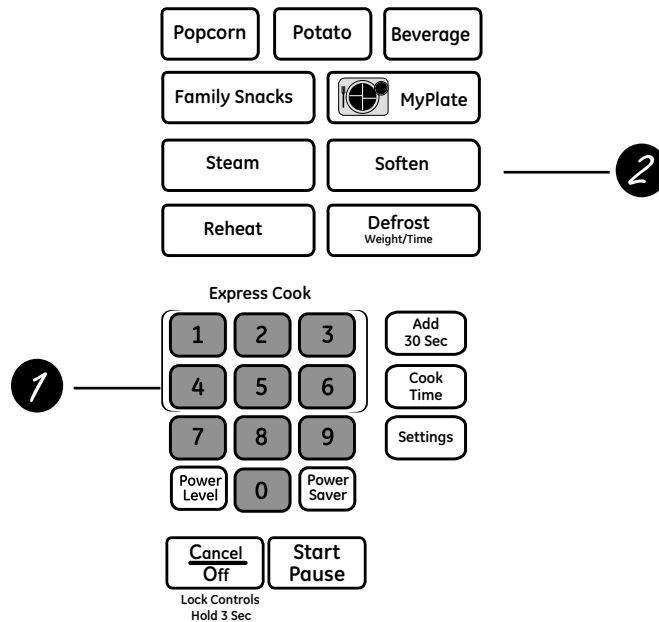 Popcorn Potato Beverage
Family Snacks MyPlate
Steam Soften
2
Reheat Defrost
Weight/Time
Express Cook
1 2 3 Add
30 Sec
1
4 5 6 Cook
Time
7 8 9 Settings
Power
Level 0 Power
Saver
Cancel
Off
Start
Pause
Lock Controls
Hold 3 Sec